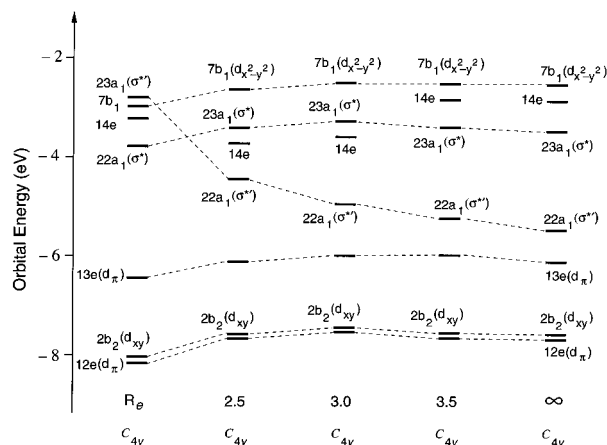 Orbital Energy (eV)
− 2
− 4
− 6
− 8
23a₁(σ*')
7b₁
14e
22a₁(σ*)
13e(dπ)
2b₂(dxy)
12e(dπ)
7b₁(dx²−y²)
23a₁(σ*)
14e
22a₁(σ*')
2b₂(dxy)
7b₁(dx²−y²)
23a₁(σ*)
14e
22a₁(σ*')
2b₂(dxy)
7b₁(dx²−y²)
14e
23a₁(σ*)
22a₁(σ*')
2b₂(dxy)
7b₁(dx²−y²)
14e
23a₁(σ*)
22a₁(σ*')
13e(dπ)
2b₂(dxy)
12e(dπ)
Rₑ 2.5 3.0 3.5 ∞
C₄ᵥ C₄ᵥ C₄ᵥ C₄ᵥ C₄ᵥ